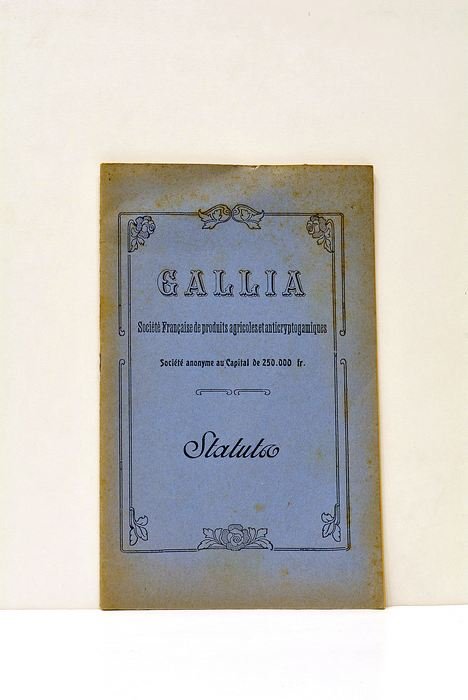 GALLIA
Société Française de produits agricoles et anticryptogamiques
Société anonyme au Capital de 250.000 fr.
Statuts